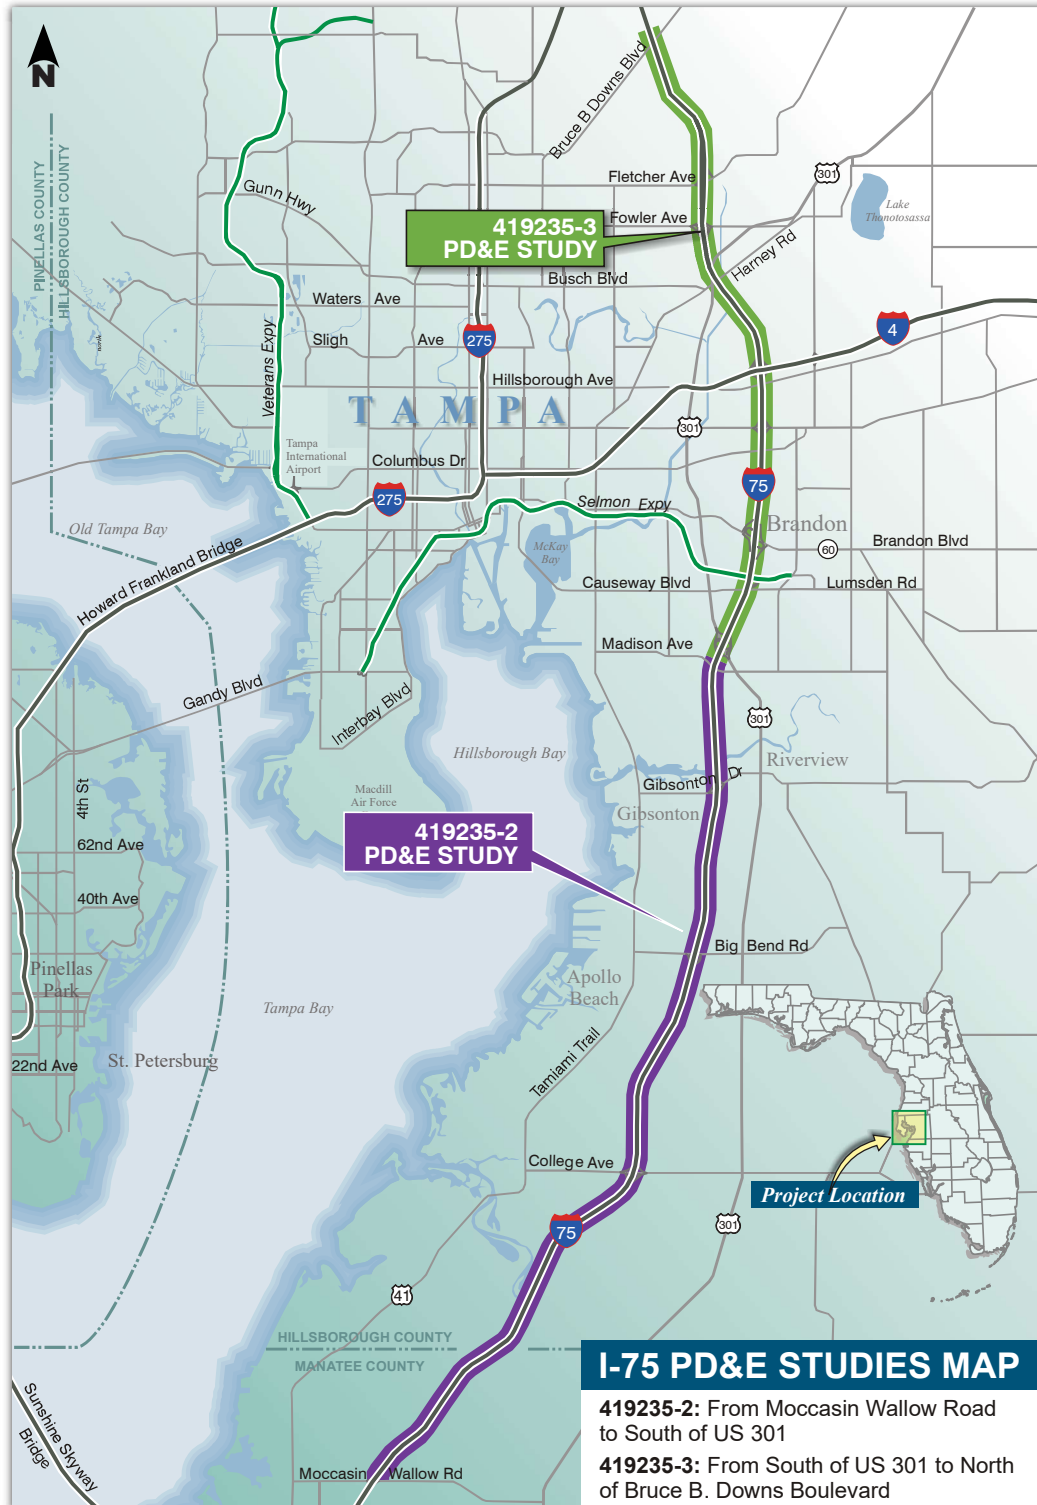 N
Bruce B Downs Blvd
PINELLAS COUNTY
HILLSBOROUGH COUNTY
Gunn Hwy
Fletcher Ave
301
Lake
Thonotosassa
Fowler Ave
419235-3
PD&E STUDY
Harney Rd
Busch Blvd
Waters Ave
Sligh Ave
275
4
Veterans Expy
Hillsborough Ave
TAMPA
301
Tampa
International
Airport
Columbus Dr
275
75
Selmon Expy
Old Tampa Bay
Brandon
McKay
Bay
60
Brandon Blvd
Howard Frankland Bridge
Causeway Blvd
Lumsden Rd
Madison Ave
Gandy Blvd
Interbay Blvd
301
Hillsborough Bay
Riverview
Gibsonton Dr
4th St
Macdill
Air Force
Gibsonton
419235-2
PD&E STUDY
62nd Ave
40th Ave
Big Bend Rd
Pinellas
Park
Apollo
Beach
Tampa Bay
Tamiami Trail
St. Petersburg
22nd Ave
College Ave
Project Location
301
75
41
HILLSBOROUGH COUNTY
MANATEE COUNTY
Sunshine Skyway
Bridge
Moccasin Wallow Rd
I-75 PD&E STUDIES MAP
419235-2: From Moccasin Wallow Road
to South of US 301
419235-3: From South of US 301 to North
of Bruce B. Downs Boulevard